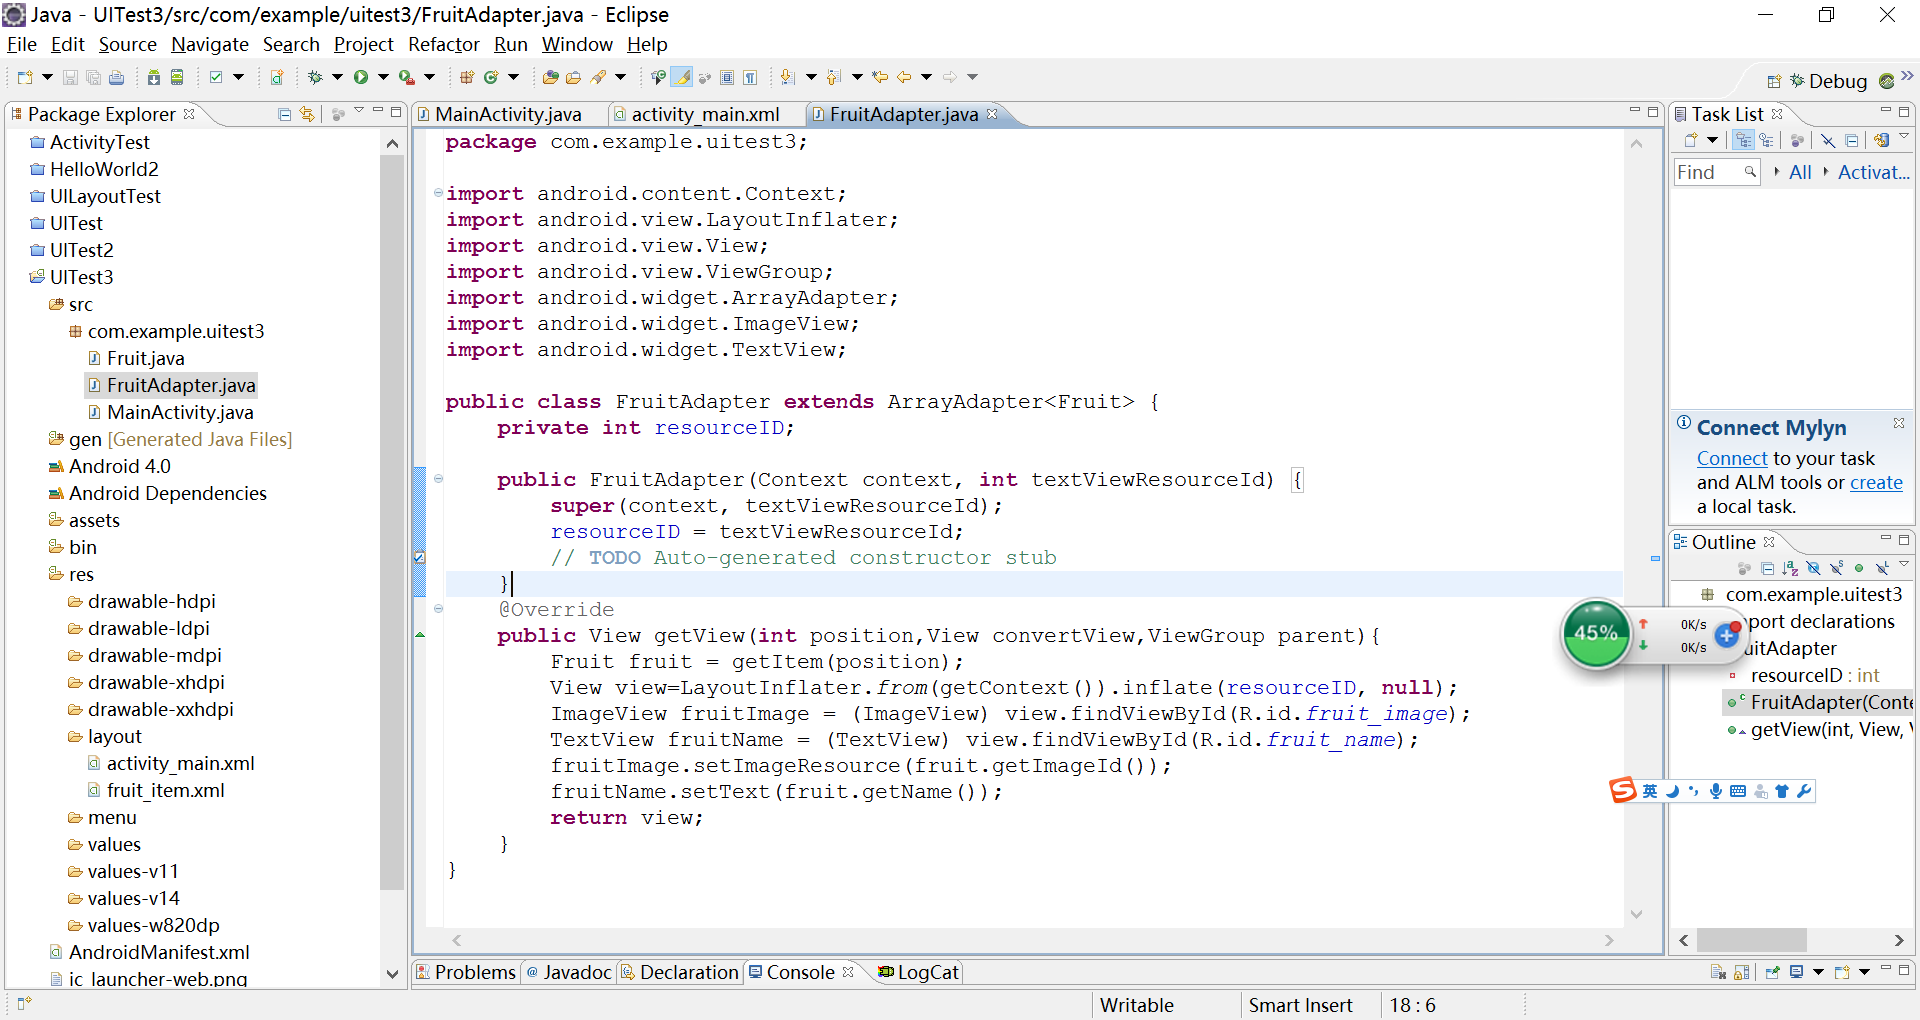 Java - UITest3/src/com/example/uitest3/FruitAdapter.java - Eclipse
File Edit Source Navigate Search Project Refactor Run Window Help
Debug
Package Explorer
ActivityTest
HelloWorld2
UILayoutTest
UITest
UITest2
UITest3
src
com.example.uitest3
Fruit.java
FruitAdapter.java
MainActivity.java
gen [Generated Java Files]
Android 4.0
Android Dependencies
assets
bin
res
drawable-hdpi
drawable-ldpi
drawable-mdpi
drawable-xhdpi
drawable-xxhdpi
layout
activity_main.xml
fruit_item.xml
menu
values
values-v11
values-v14
values-w820dp
AndroidManifest.xml
ic_launcher-web.png
MainActivity.java activity_main.xml FruitAdapter.java
package com.example.uitest3;
import android.content.Context;
import android.view.LayoutInflater;
import android.view.View;
import android.view.ViewGroup;
import android.widget.ArrayAdapter;
import android.widget.ImageView;
import android.widget.TextView;
public class FruitAdapter extends ArrayAdapter<Fruit> {
private int resourceID;
public FruitAdapter(Context context, int textViewResourceId) {
super(context, textViewResourceId);
resourceID = textViewResourceId;
// TODO Auto-generated constructor stub
}
@Override
public View getView(int position,View convertView,ViewGroup parent){
Fruit fruit = getItem(position);
View view=LayoutInflater.from(getContext()).inflate(resourceID, null);
ImageView fruitImage = (ImageView) view.findViewById(R.id.fruit_image);
TextView fruitName = (TextView) view.findViewById(R.id.fruit_name);
fruitImage.setImageResource(fruit.getImageId());
fruitName.setText(fruit.getName());
return view;
}
}
Task List
Find All Activat...
Connect Mylyn
Connect to your task
and ALM tools or create
a local task.
Outline
com.example.uitest3
port declarations
uitAdapter
resourceID : int
FruitAdapter(Conte
getView(int, View, V
45%
0K/s
0K/s
S 英
Problems @ Javadoc Declaration Console LogCat
Writable Smart Insert 18 : 6